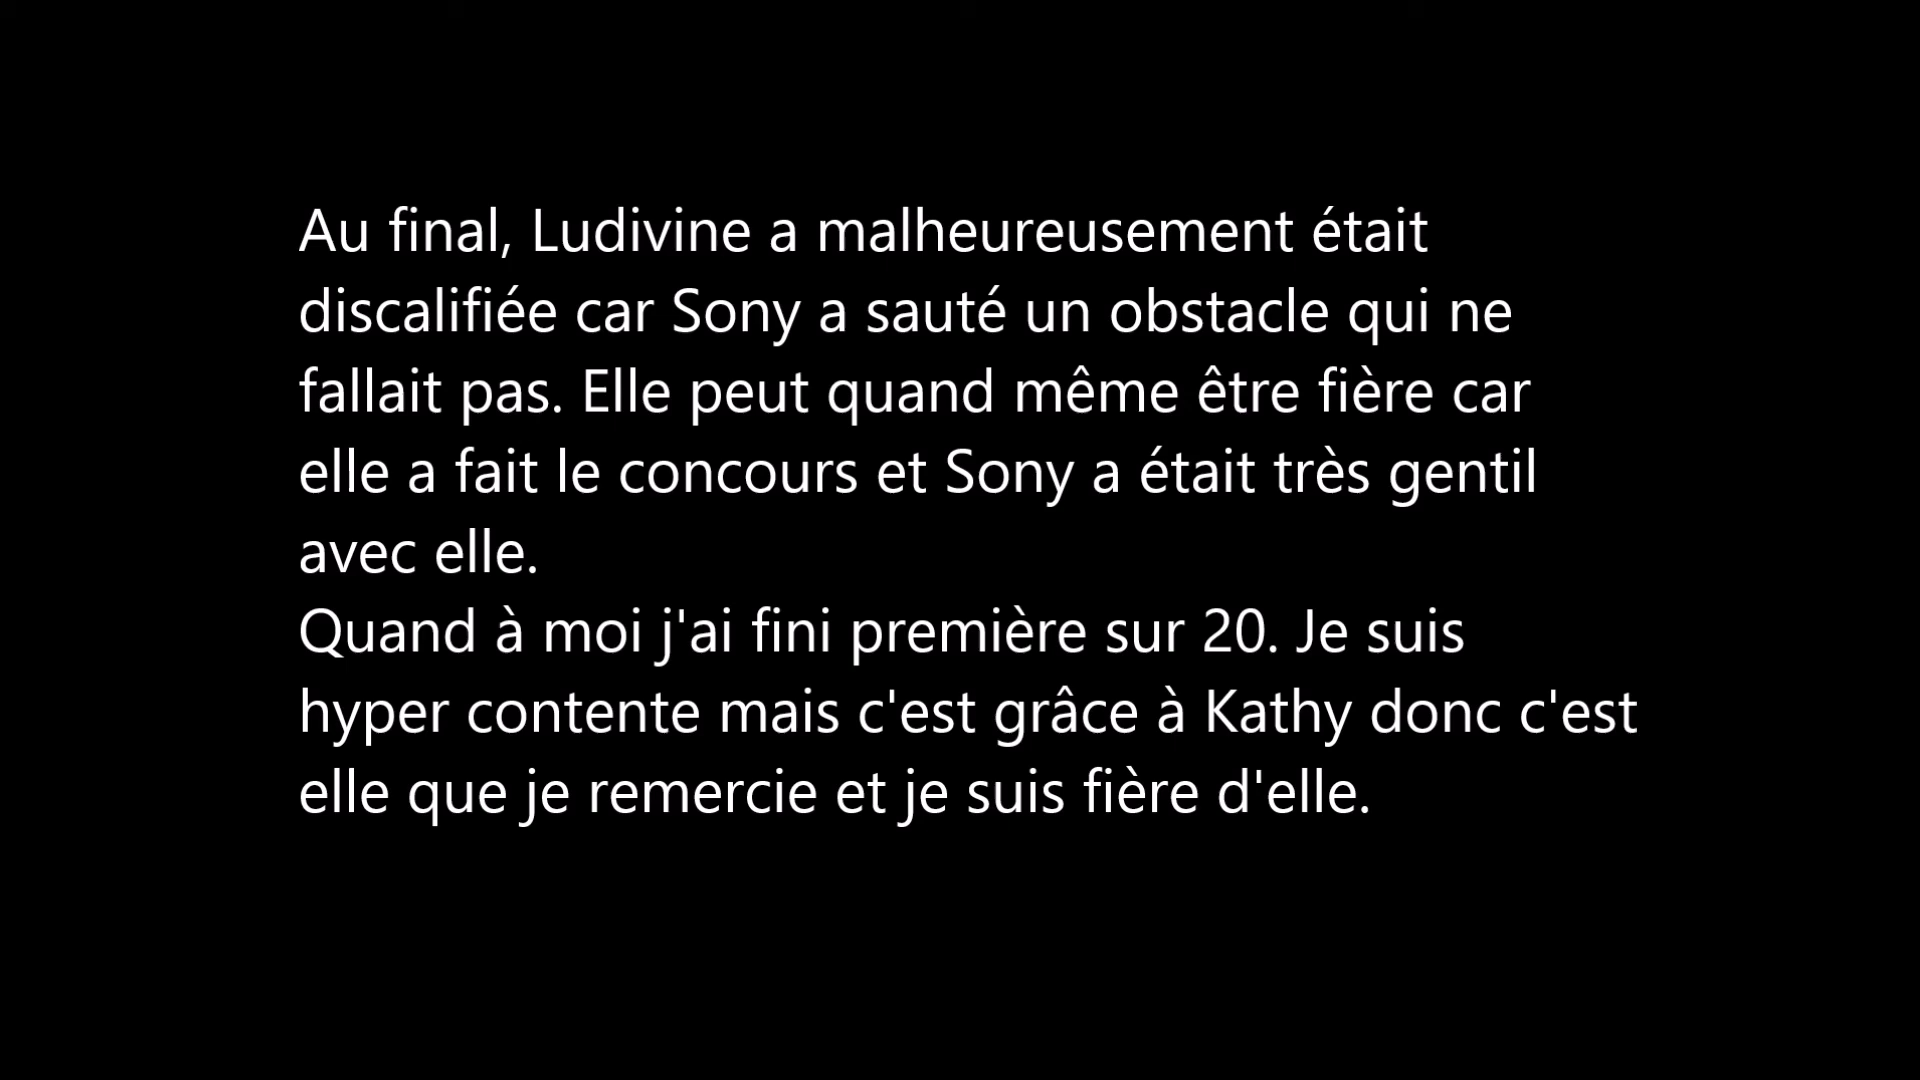 Au final, Ludivine a malheureusement était
discalifiée car Sony a sauté un obstacle qui ne
fallait pas. Elle peut quand même être fière car
elle a fait le concours et Sony a était très gentil
avec elle.
Quand à moi j'ai fini première sur 20. Je suis
hyper contente mais c'est grâce à Kathy donc c'est
elle que je remercie et je suis fière d'elle.